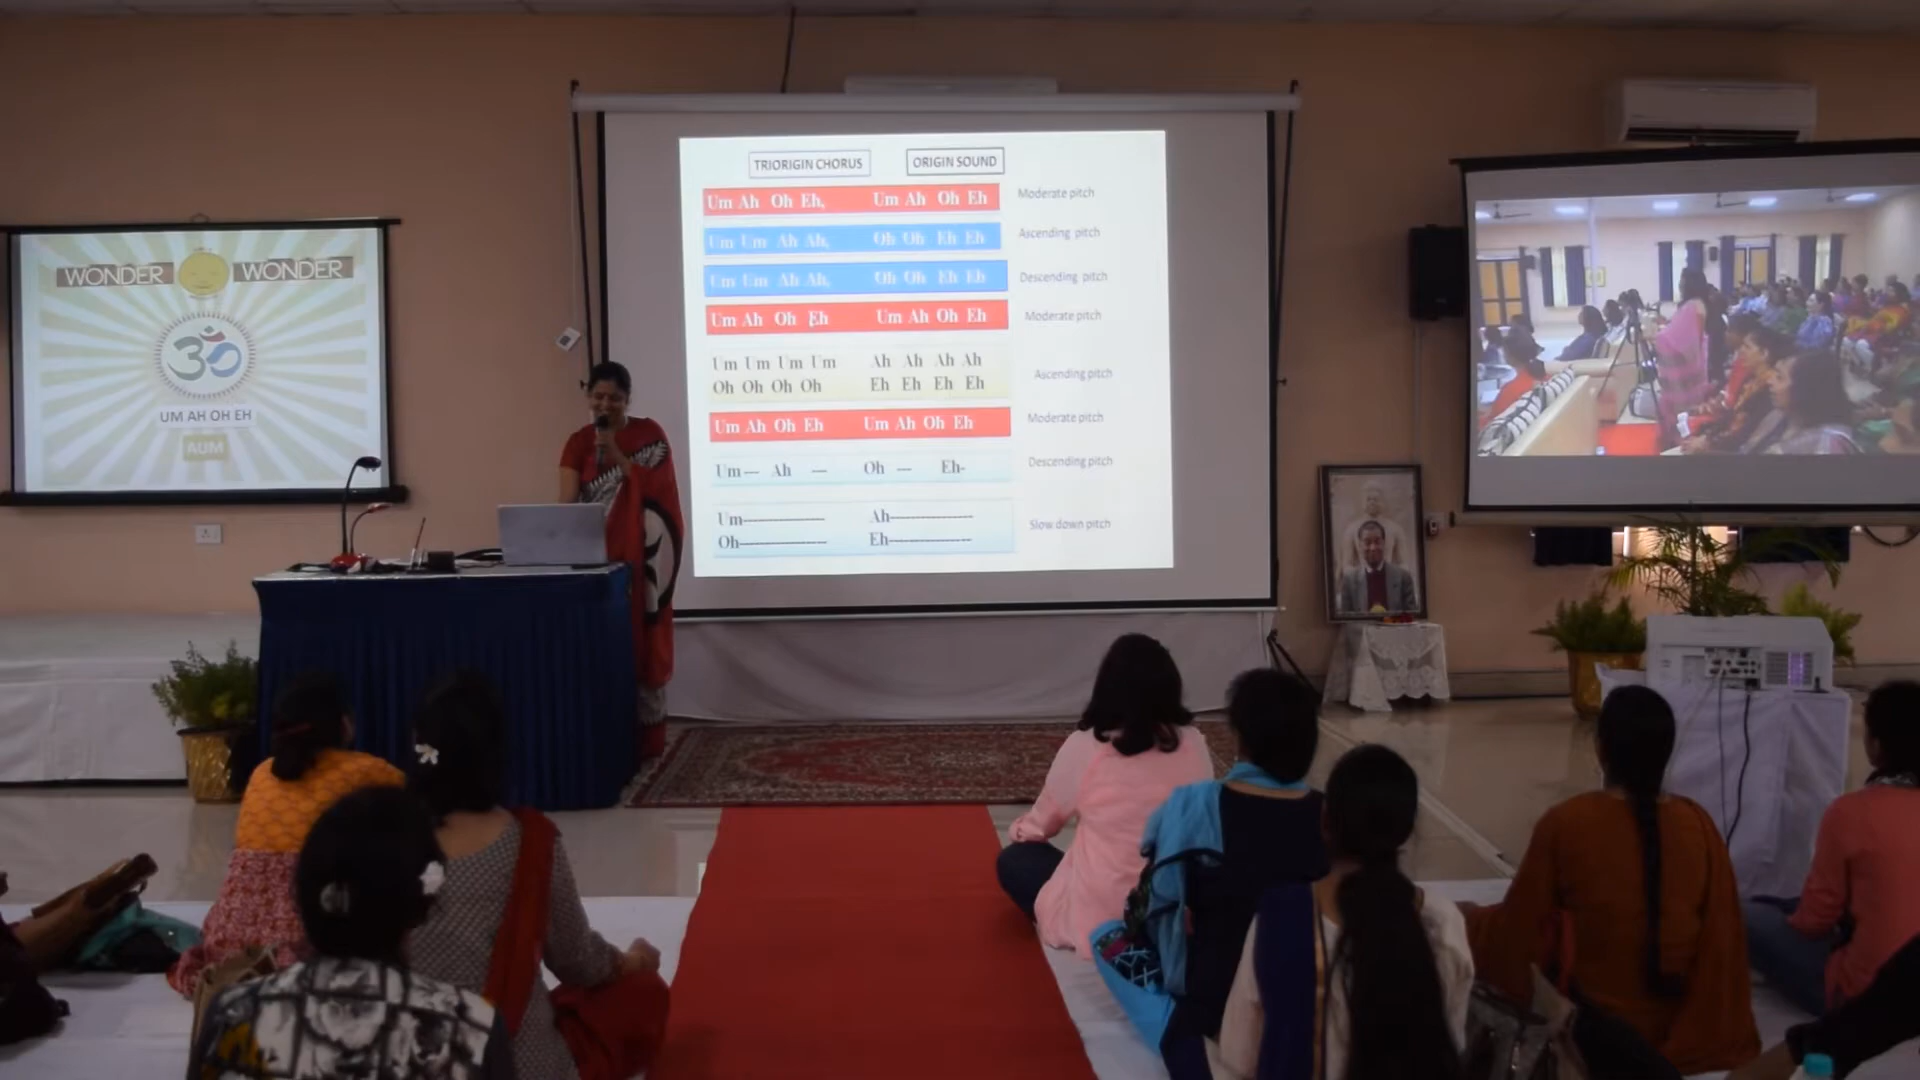 WONDER WONDER
ॐ
UM AH OH EH
AUM
TRIORIGIN CHORUS ORIGIN SOUND
Um Ah Oh Eh, Um Ah Oh Eh Moderate pitch
Um Um Ah Ah, Oh Oh Eh Eh Ascending pitch
Um Um Ah Ah, Oh Oh Eh Eh Descending pitch
Um Ah Oh Eh Um Ah Oh Eh Moderate pitch
Um Um Um Um Ah Ah Ah Ah
Oh Oh Oh Oh Eh Eh Eh Eh Ascending pitch
Um Ah Oh Eh Um Ah Oh Eh Moderate pitch
Um --- Ah --- Oh --- Eh- Descending pitch
Um---------------- Ah----------------
Oh---------------- Eh---------------- Slow down pitch